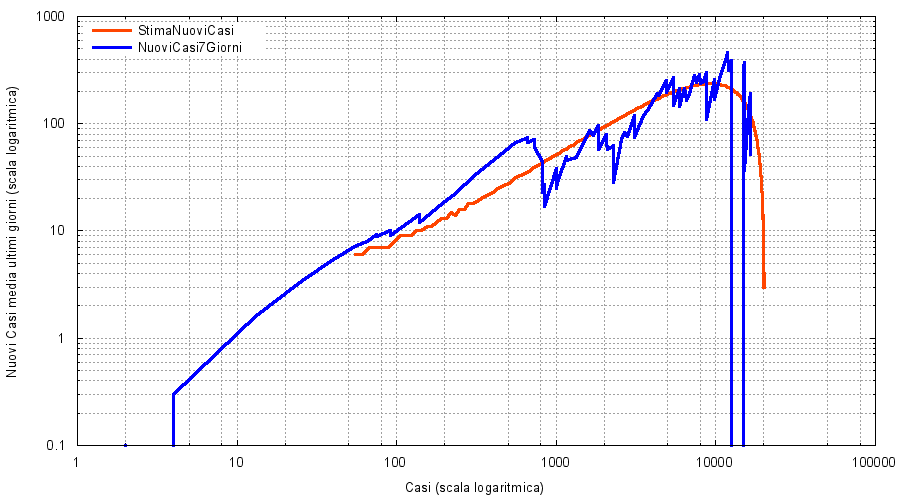 1000
StimaNuoviCasi
NuoviCasi7Giorni
100
10
1
0.1
Nuovi Casi media ultimi giorni (scala logaritmica)
1 10 100 1000 10000 100000
Casi (scala logaritmica)